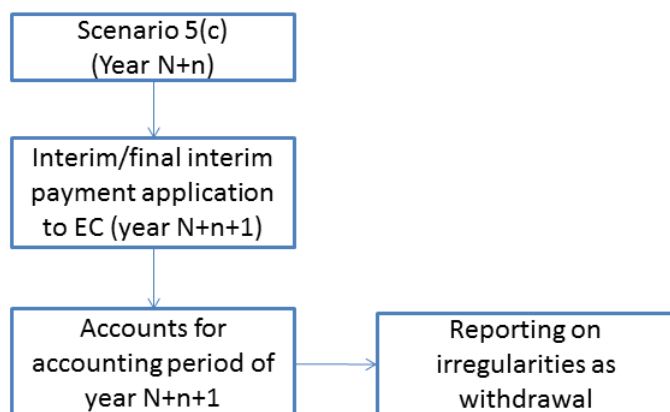 Scenario 5(c)
(Year N+n)
Interim/final interim
payment application
to EC (year N+n+1)
Accounts for
accounting period of
year N+n+1
Reporting on
irregularities as
withdrawal